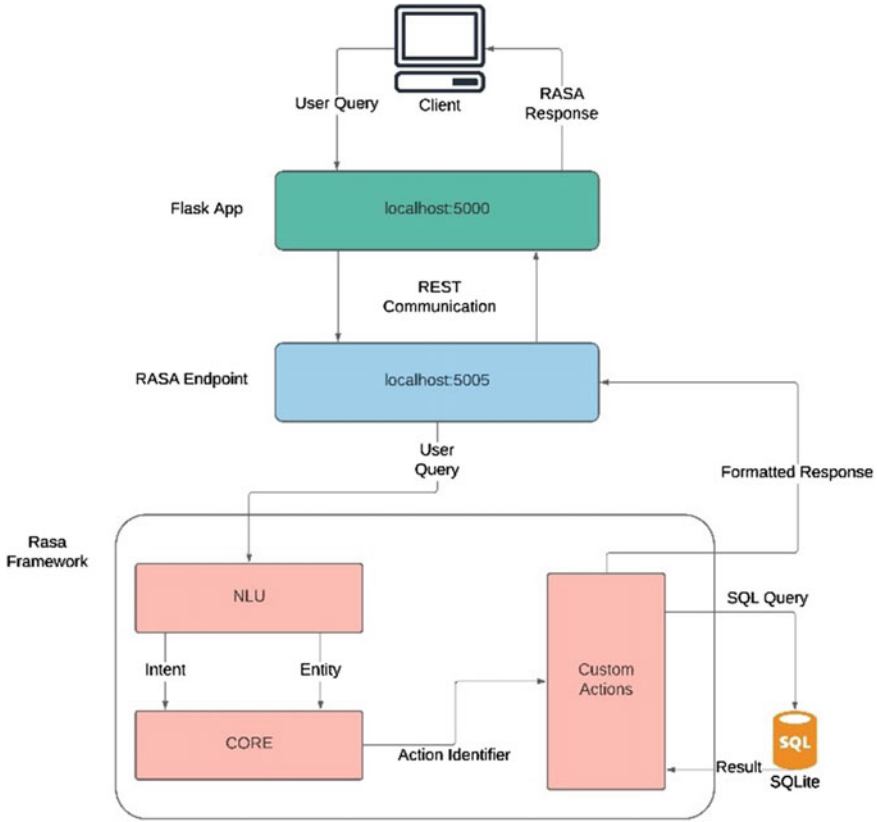 User Query
Client
RASA
Response
Flask App
localhost:5000
REST
Communication
RASA Endpoint
localhost:5005
User
Query
Formatted Response
Rasa
Framework
NLU
SQL Query
Intent
Entity
Custom
Actions
CORE
Action Identifier
SQL
Result
SQLite